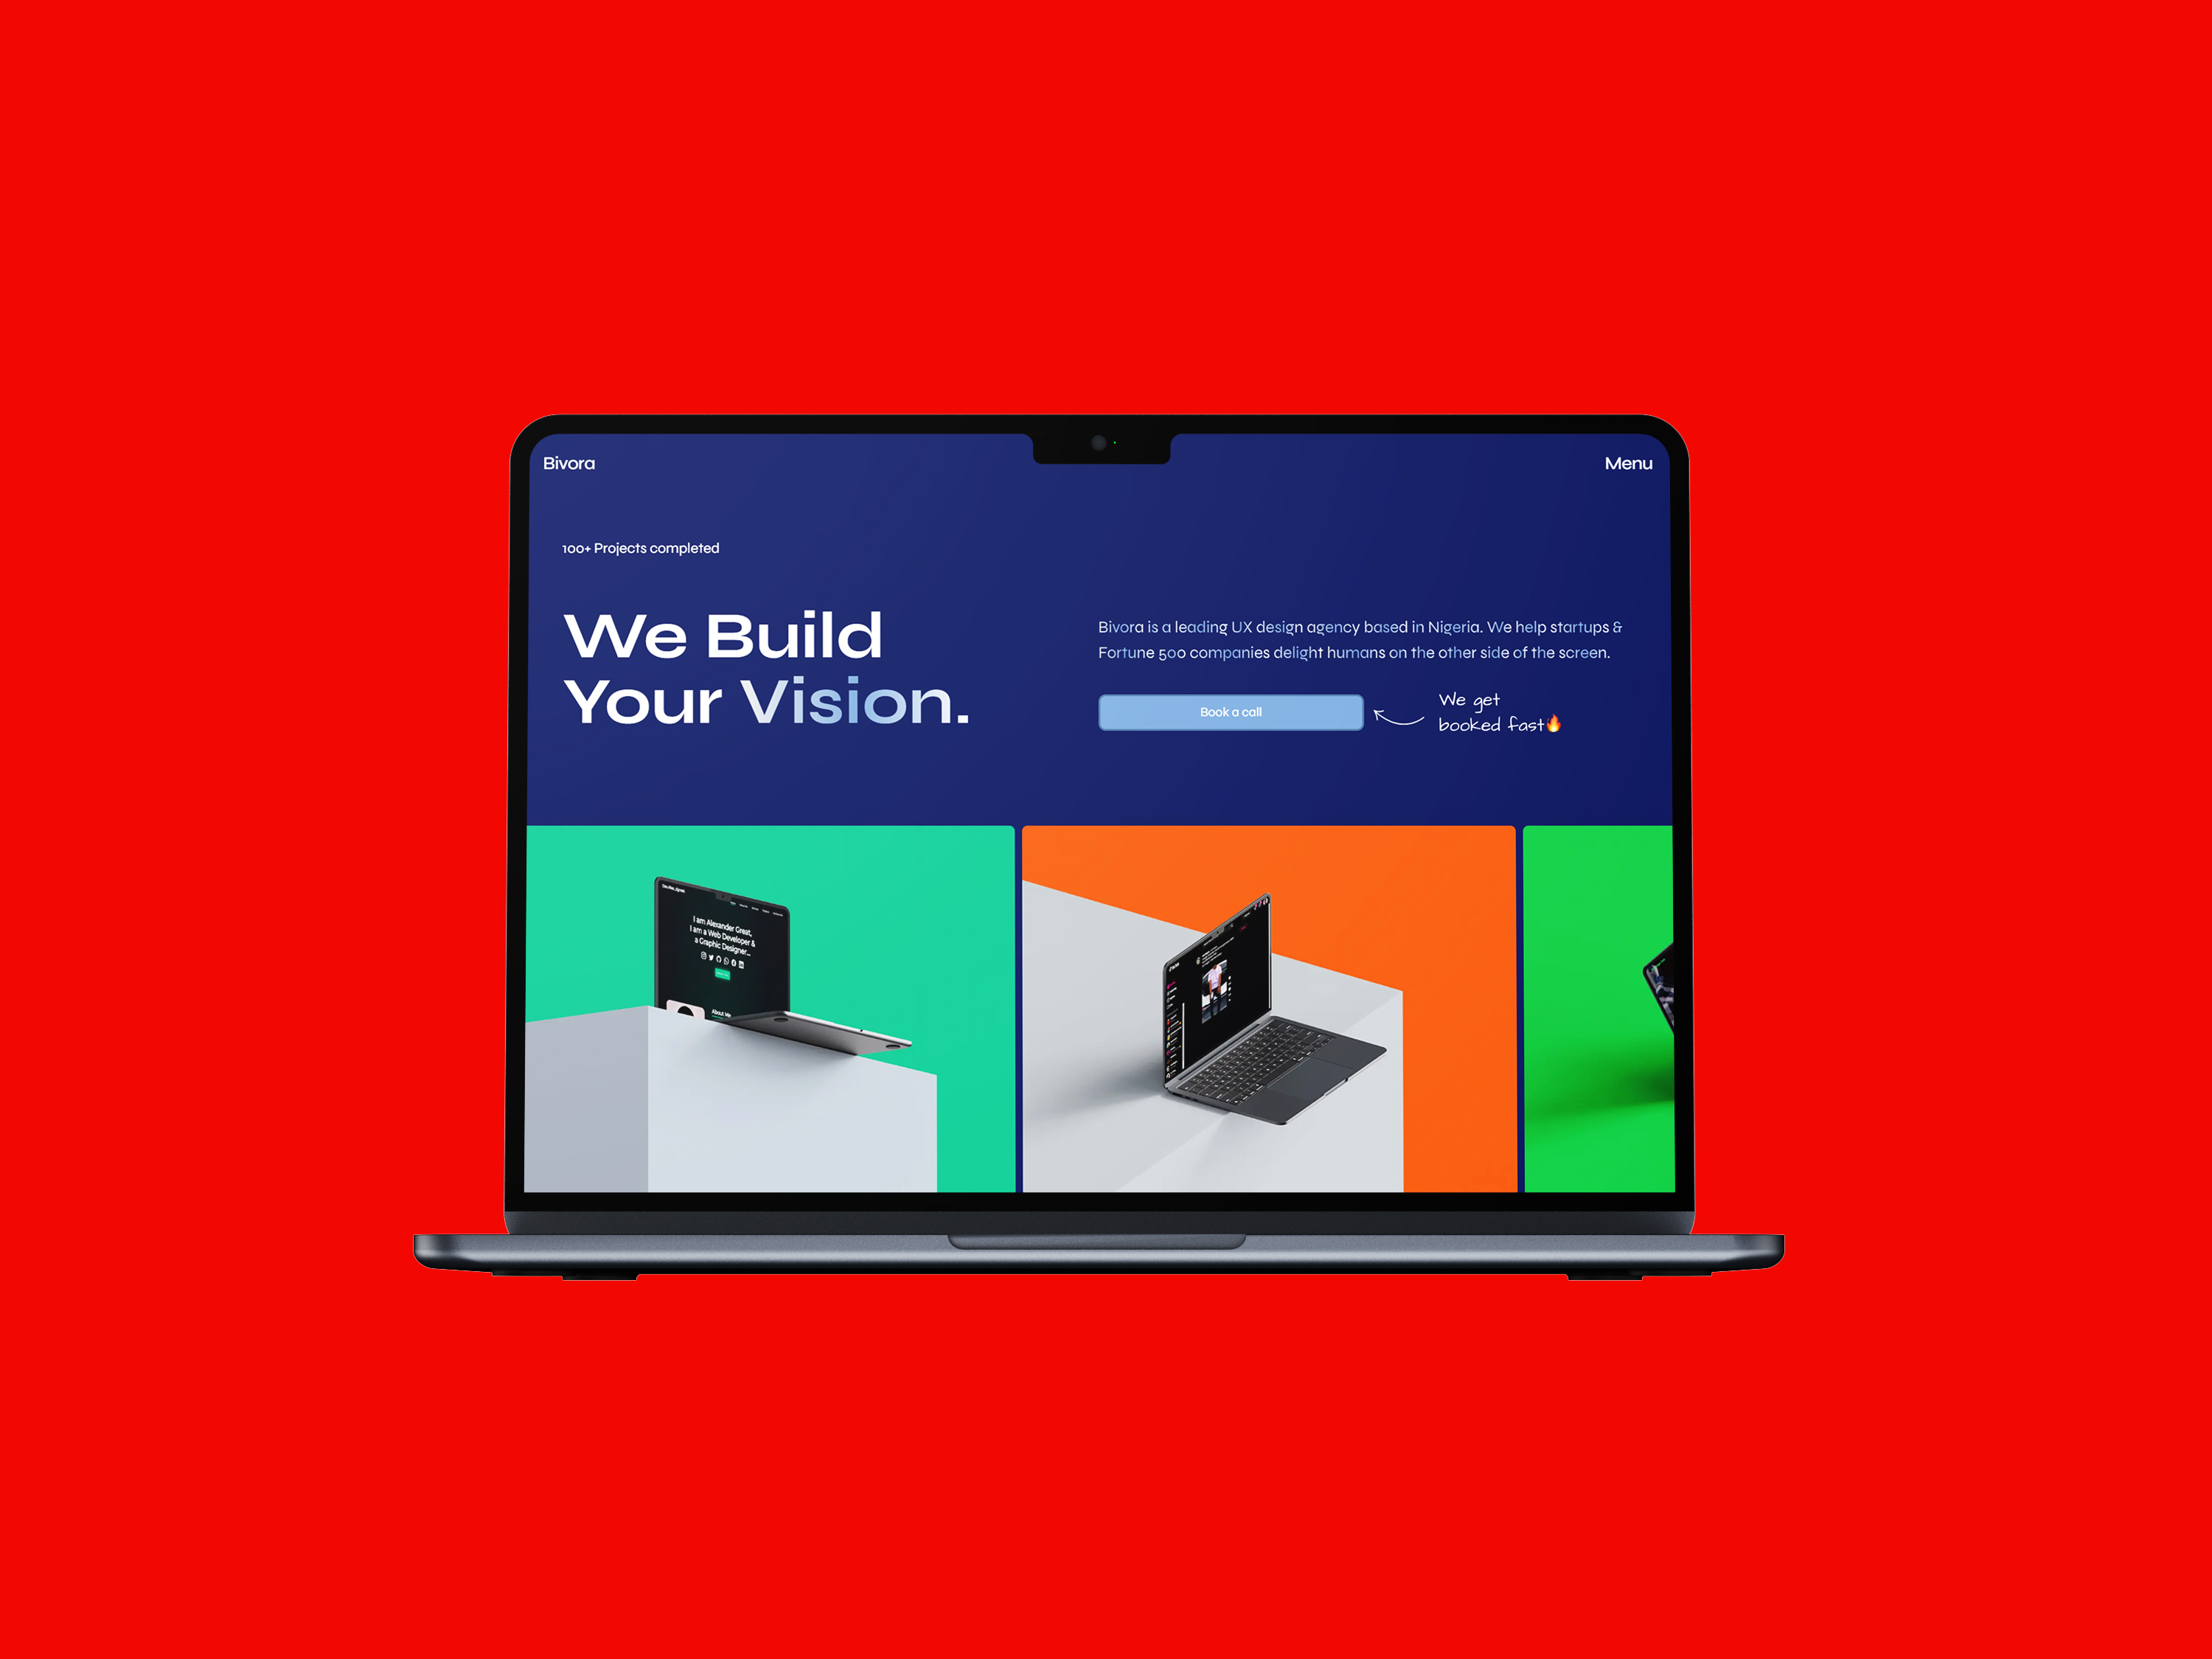 Bivora
Menu
100+ Projects completed
We Build
Your Vision.
Bivora is a leading UX design agency based in Nigeria. We help startups &
Fortune 500 companies delight humans on the other side of the screen.
Book a call
We get
booked fast🔥
I am Alexander Great,
I am a Web Developer &
a Graphic Designer...
About Me